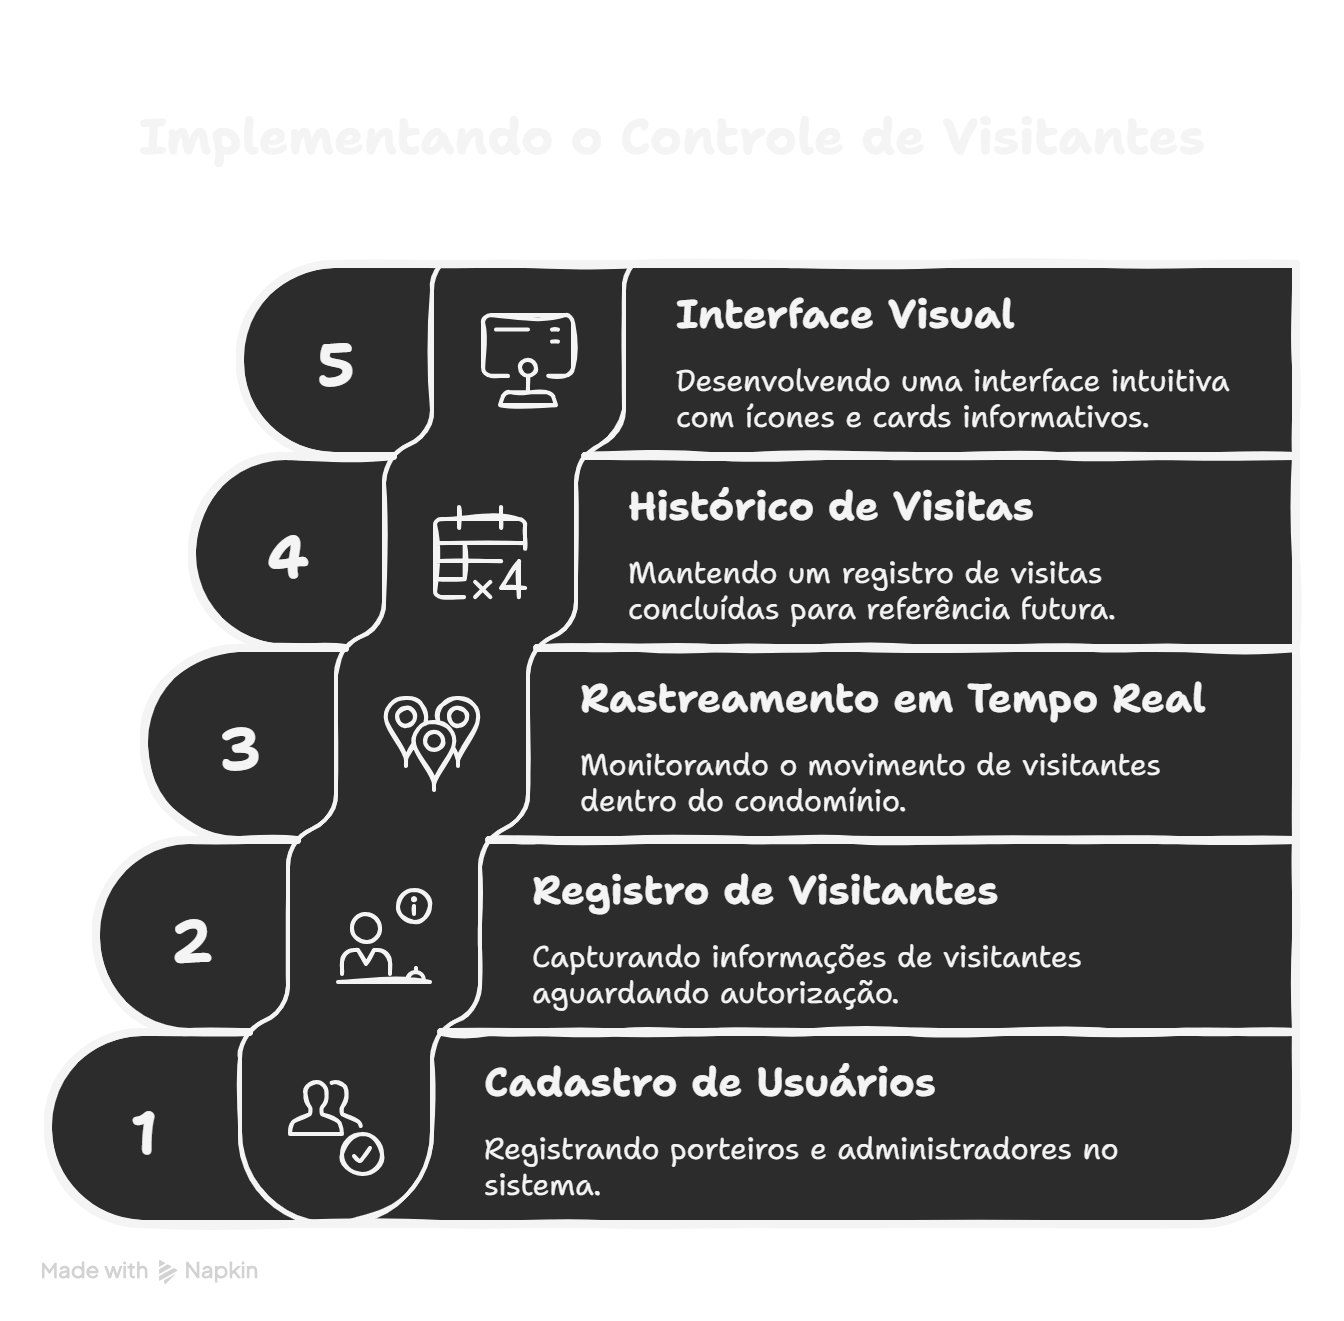 Implementando o Controle de Visitantes
5
Interface Visual
Desenvolvendo uma interface intuitiva
com ícones e cards informativos.
4
x4
Histórico de Visitas
Mantendo um registro de visitas
concluídas para referência futura.
3
Rastreamento em Tempo Real
Monitorando o movimento de visitantes
dentro do condomínio.
2
i
Registro de Visitantes
Capturando informações de visitantes
aguardando autorização.
1
Cadastro de Usuários
Registrando porteiros e administradores no
sistema.
Made with Napkin